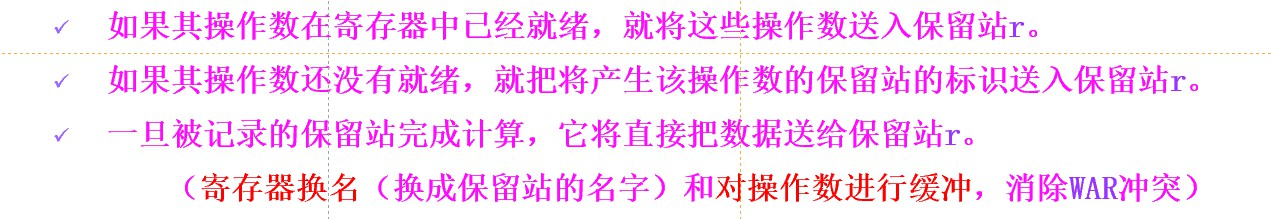 ✓ 如果其操作数在寄存器中已经就绪，就将这些操作数送入保留站r。
✓ 如果其操作数还没有就绪，就把将产生该操作数的保留站的标识送入保留站r。
✓ 一旦被记录的保留站完成计算，它将直接把数据送给保留站r。
（寄存器换名（换成保留站的名字）和对操作数进行缓冲，消除WAR冲突）